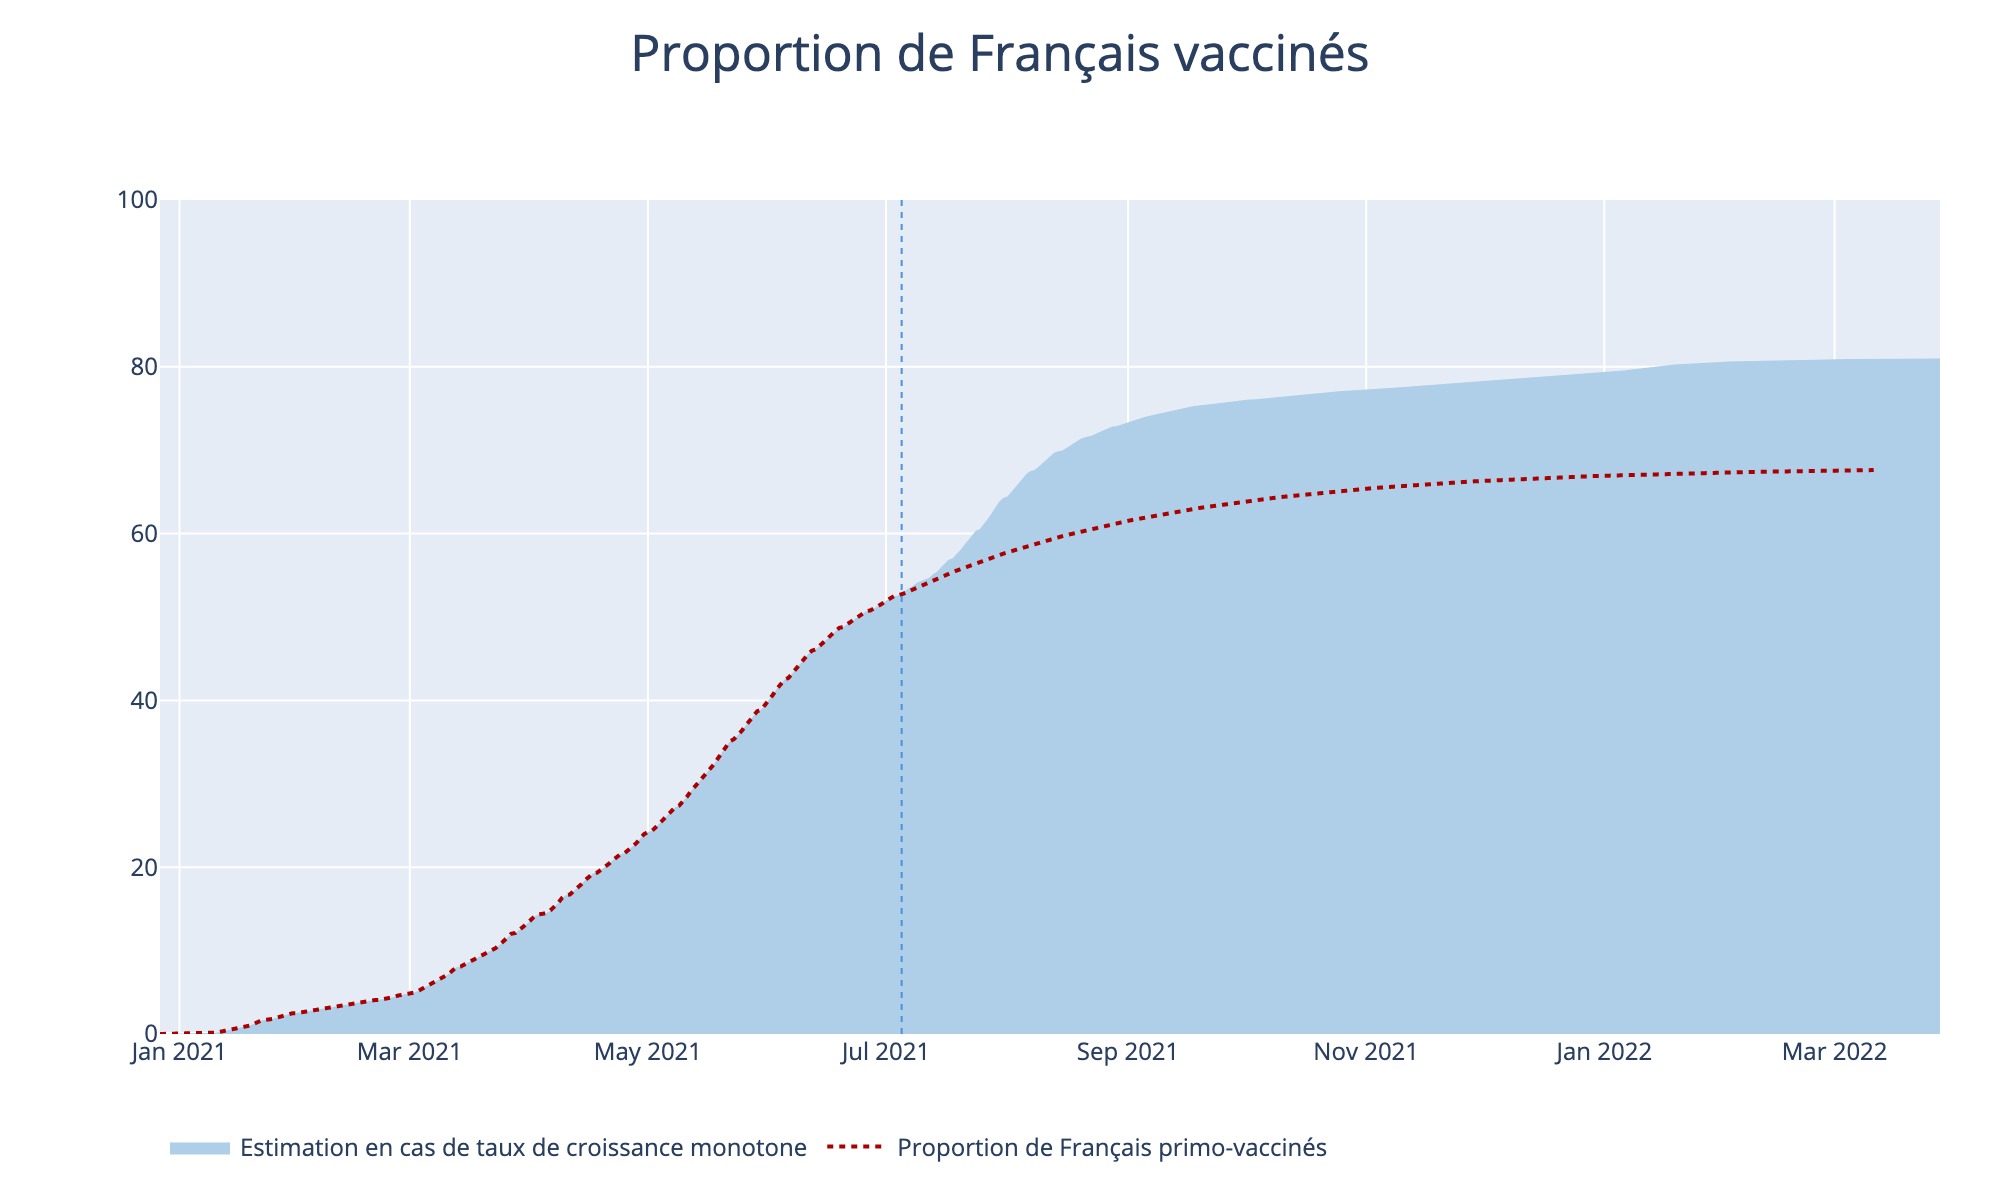 Proportion de Français vaccinés
100
80
60
40
20
0
Jan 2021 Mar 2021 May 2021 Jul 2021 Sep 2021 Nov 2021 Jan 2022 Mar 2022
Estimation en cas de taux de croissance monotone Proportion de Français primo-vaccinés